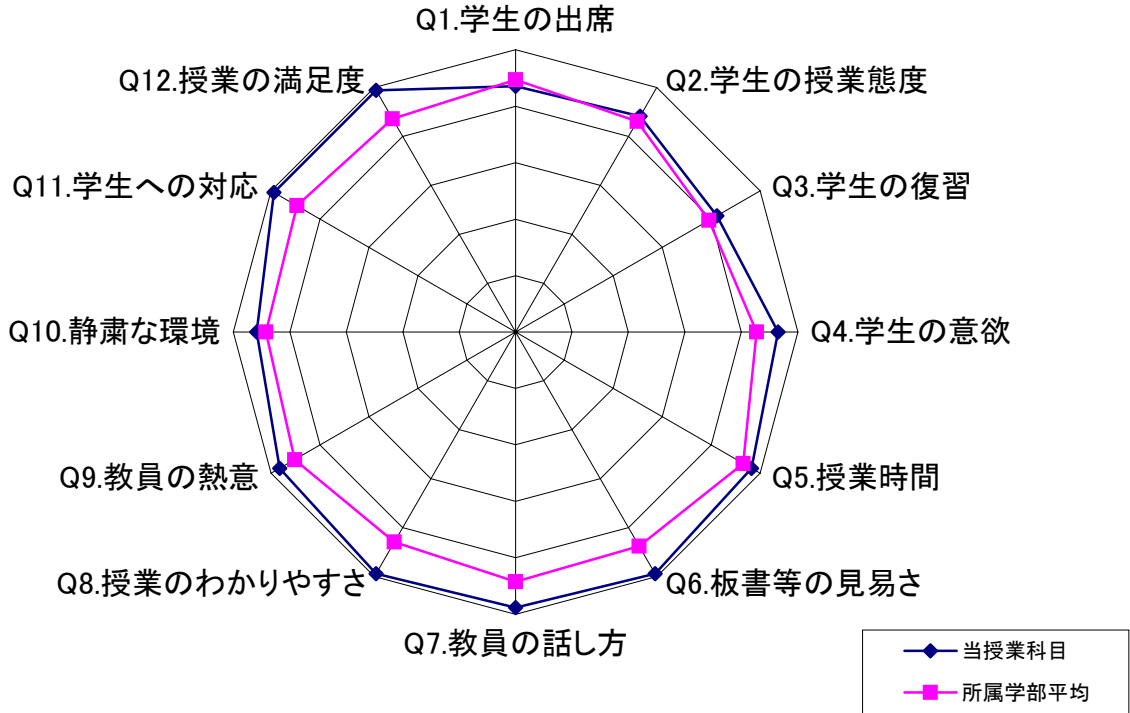 Q1.学生の出席
Q2.学生の授業態度
Q3.学生の復習
Q4.学生の意欲
Q5.授業時間
Q6.板書等の見易さ
Q7.教員の話し方
Q8.授業のわかりやすさ
Q9.教員の熱意
Q10.静粛な環境
Q11.学生への対応
Q12.授業の満足度
当授業科目
所属学部平均